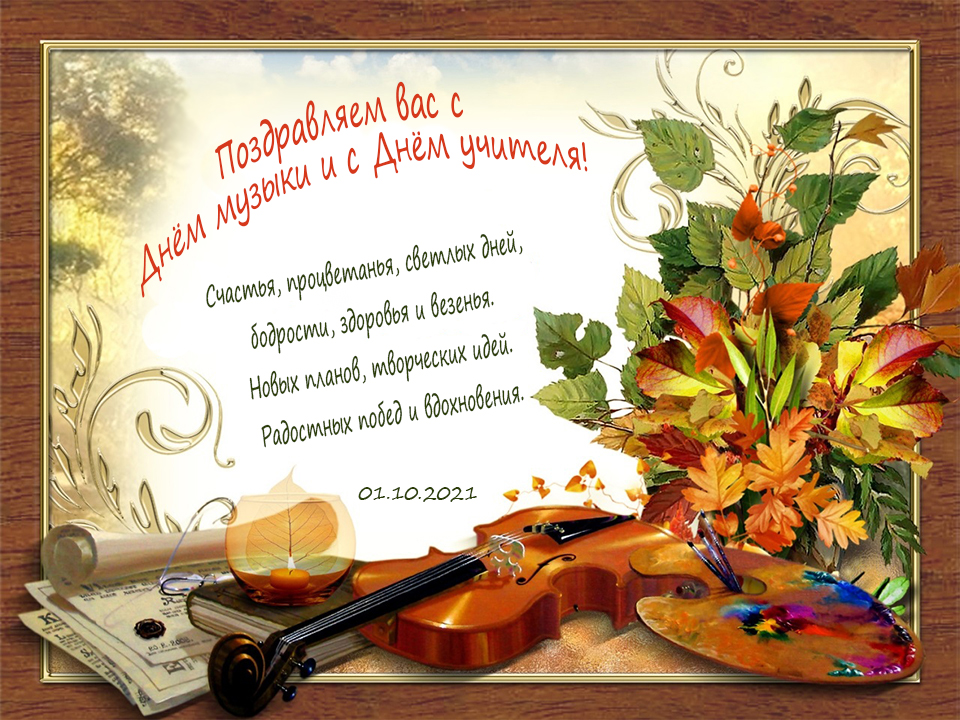 Поздравляем вас с
Днём музыки и с Днём учителя!
Счастья, процветанья, светлых дней,
бодрости, здоровья и везенья.
Новых планов, творческих идей.
Радостных побед и вдохновения.
01.10.2021